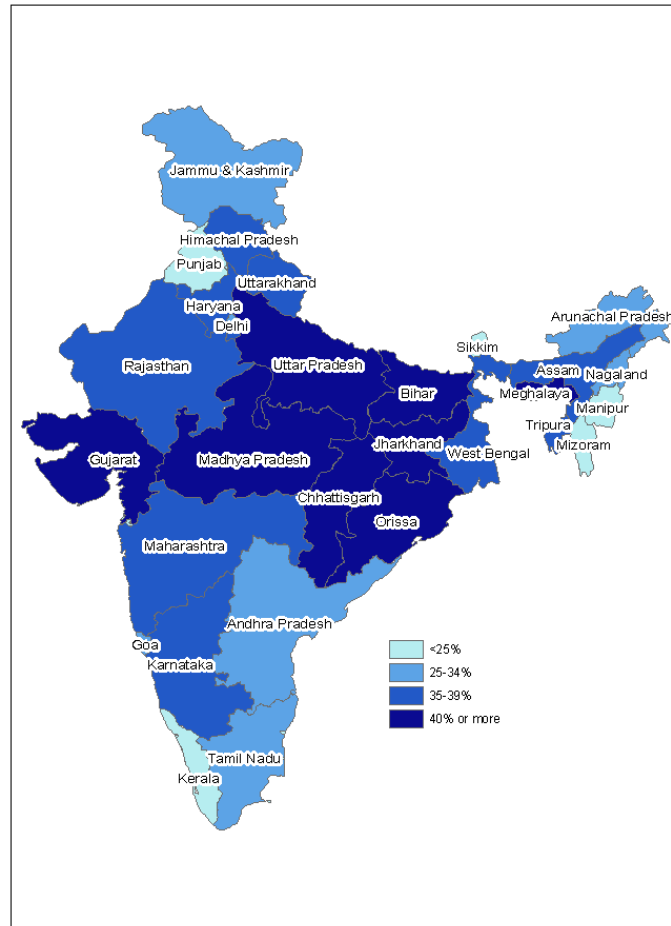 Jammu & Kashmir
Himachal Pradesh
Punjab
Uttarakhand
Haryana
Delhi
Arunachal Pradesh
Sikkim
Rajasthan
Uttar Pradesh
Assam
Nagaland
Bihar
Meghalaya
Manipur
Tripura
Jharkhand
Mizoram
West Bengal
Gujarat
Madhya Pradesh
Chhattisgarh
Orissa
Maharashtra
Andhra Pradesh
Goa
Karnataka
<25%
25-34%
35-39%
40% or more
Tamil Nadu
Kerala